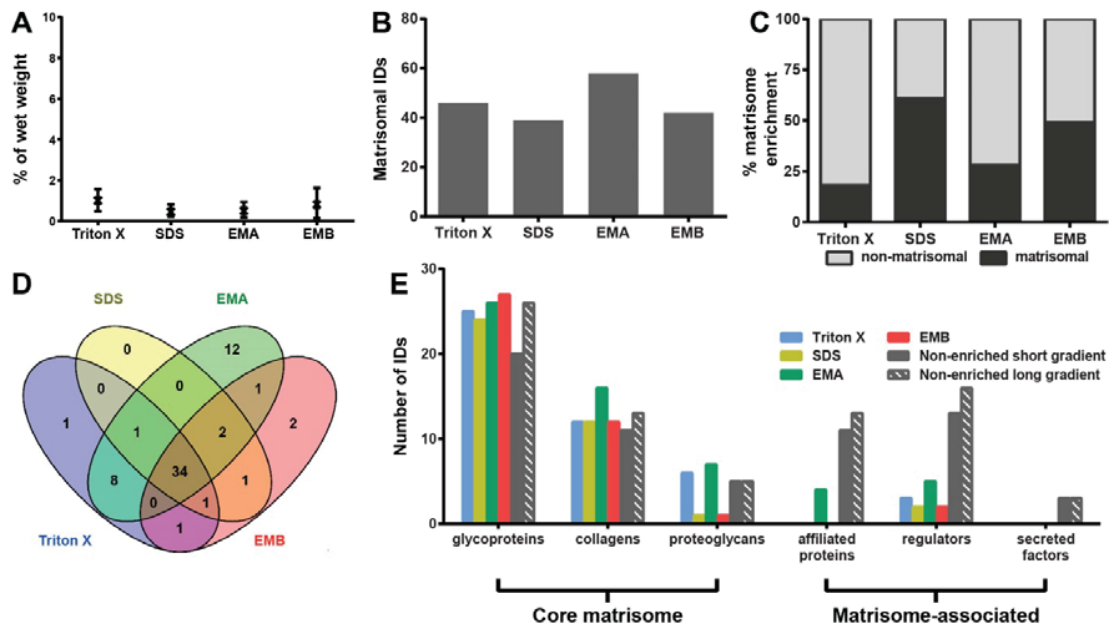 A
% of wet weight
10
8
6
4
2
0
Triton X SDS EMA EMB
B
Matrisomal IDs
80
60
40
20
0
Triton X SDS EMA EMB
C
% matrisome
enrichment
100
75
50
25
0
Triton X SDS EMA EMB
non-matrisomal matrisomal
D
SDS EMA
0 12
0 0 1
1 1 2 2
34
8 0 1 1
1
Triton X EMB
E
Number of IDs
30
20
10
0
Triton X EMB
SDS Non-enriched short gradient
EMA Non-enriched long gradient
glycoproteins collagens proteoglycans affiliated regulators secreted
proteins factors
Core matrisome Matrisome-associated